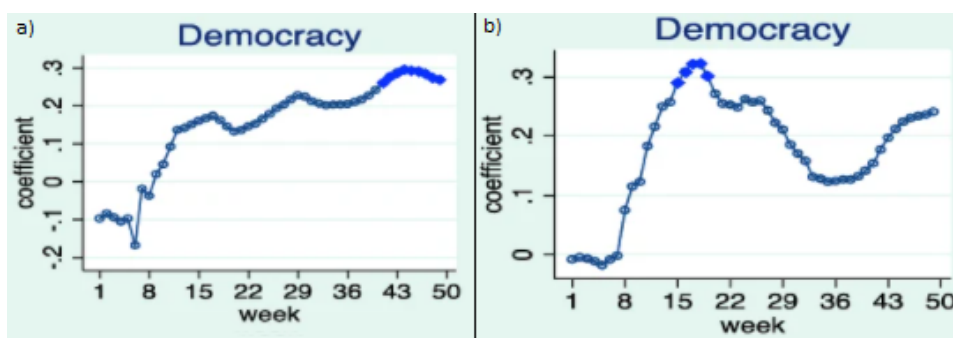 a)
Democracy
coefficient
.3
.2
.1
0
-.1
-.2
1 8 15 22 29 36 43 50
week
b)
Democracy
coefficient
.3
.2
.1
0
1 8 15 22 29 36 43 50
week